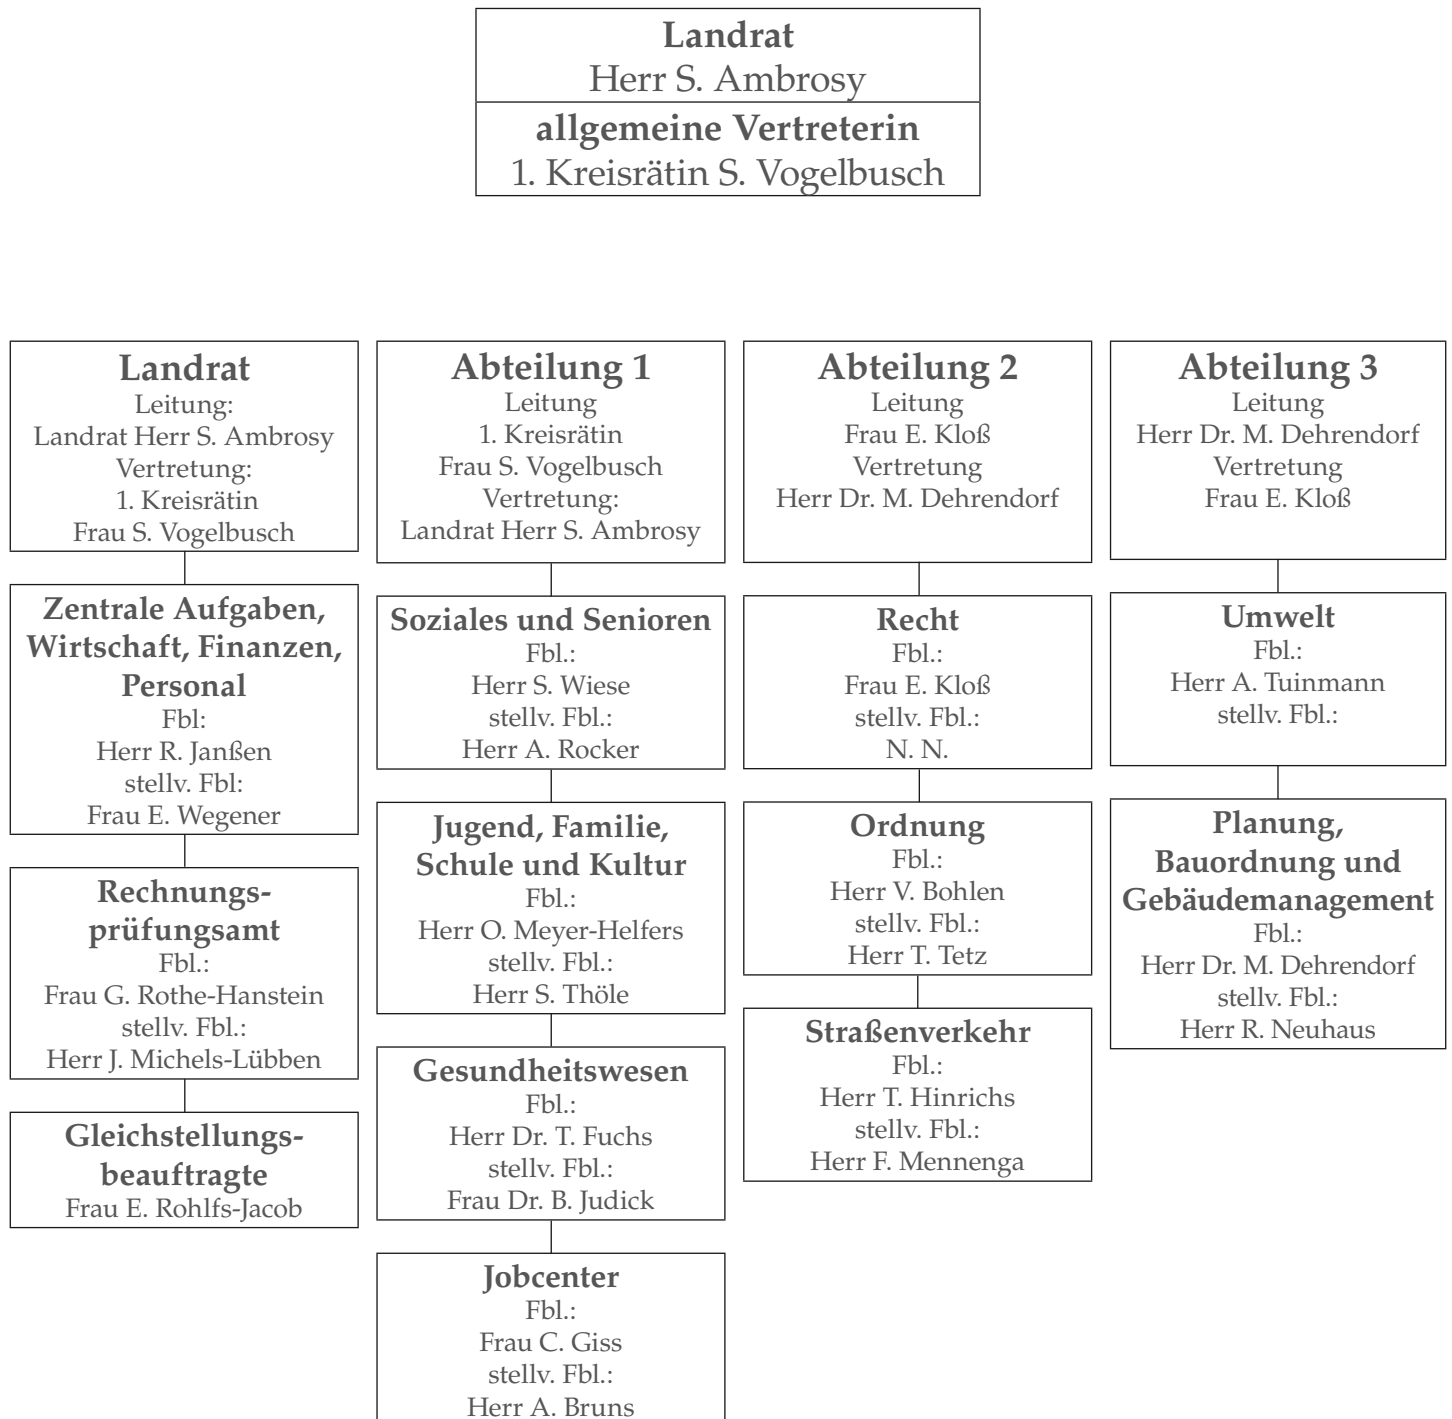 Landrat
Herr S. Ambrosy
allgemeine Vertreterin
1. Kreisrätin S. Vogelbusch
Landrat
Leitung:
Landrat Herr S. Ambrosy
Vertretung:
1. Kreisrätin
Frau S. Vogelbusch
Zentrale Aufgaben,
Wirtschaft, Finanzen,
Personal
Fbl:
Herr R. Janßen
stellv. Fbl:
Frau E. Wegener
Rechnungs-
prüfungsamt
Fbl.:
Frau G. Rothe-Hanstein
stellv. Fbl.:
Herr J. Michels-Lübben
Gleichstellungs-
beauftragte
Frau E. Rohlfs-Jacob
Abteilung 1
Leitung
1. Kreisrätin
Frau S. Vogelbusch
Vertretung:
Landrat Herr S. Ambrosy
Soziales und Senioren
Fbl.:
Herr S. Wiese
stellv. Fbl.:
Herr A. Rocker
Jugend, Familie,
Schule und Kultur
Fbl.:
Herr O. Meyer-Helfers
stellv. Fbl.:
Herr S. Thöle
Gesundheitswesen
Fbl.:
Herr Dr. T. Fuchs
stellv. Fbl.:
Frau Dr. B. Judick
Jobcenter
Fbl.:
Frau C. Giss
stellv. Fbl.:
Herr A. Bruns
Abteilung 2
Leitung
Frau E. Kloß
Vertretung
Herr Dr. M. Dehrendorf
Recht
Fbl.:
Frau E. Kloß
stellv. Fbl.:
N. N.
Ordnung
Fbl.:
Herr V. Bohlen
stellv. Fbl.:
Herr T. Tetz
Straßenverkehr
Fbl.:
Herr T. Hinrichs
stellv. Fbl.:
Herr F. Mennenga
Abteilung 3
Leitung
Herr Dr. M. Dehrendorf
Vertretung
Frau E. Kloß
Umwelt
Fbl.:
Herr A. Tuinmann
stellv. Fbl.:
Planung,
Bauordnung und
Gebäudemanagement
Fbl.:
Herr Dr. M. Dehrendorf
stellv. Fbl.:
Herr R. Neuhaus